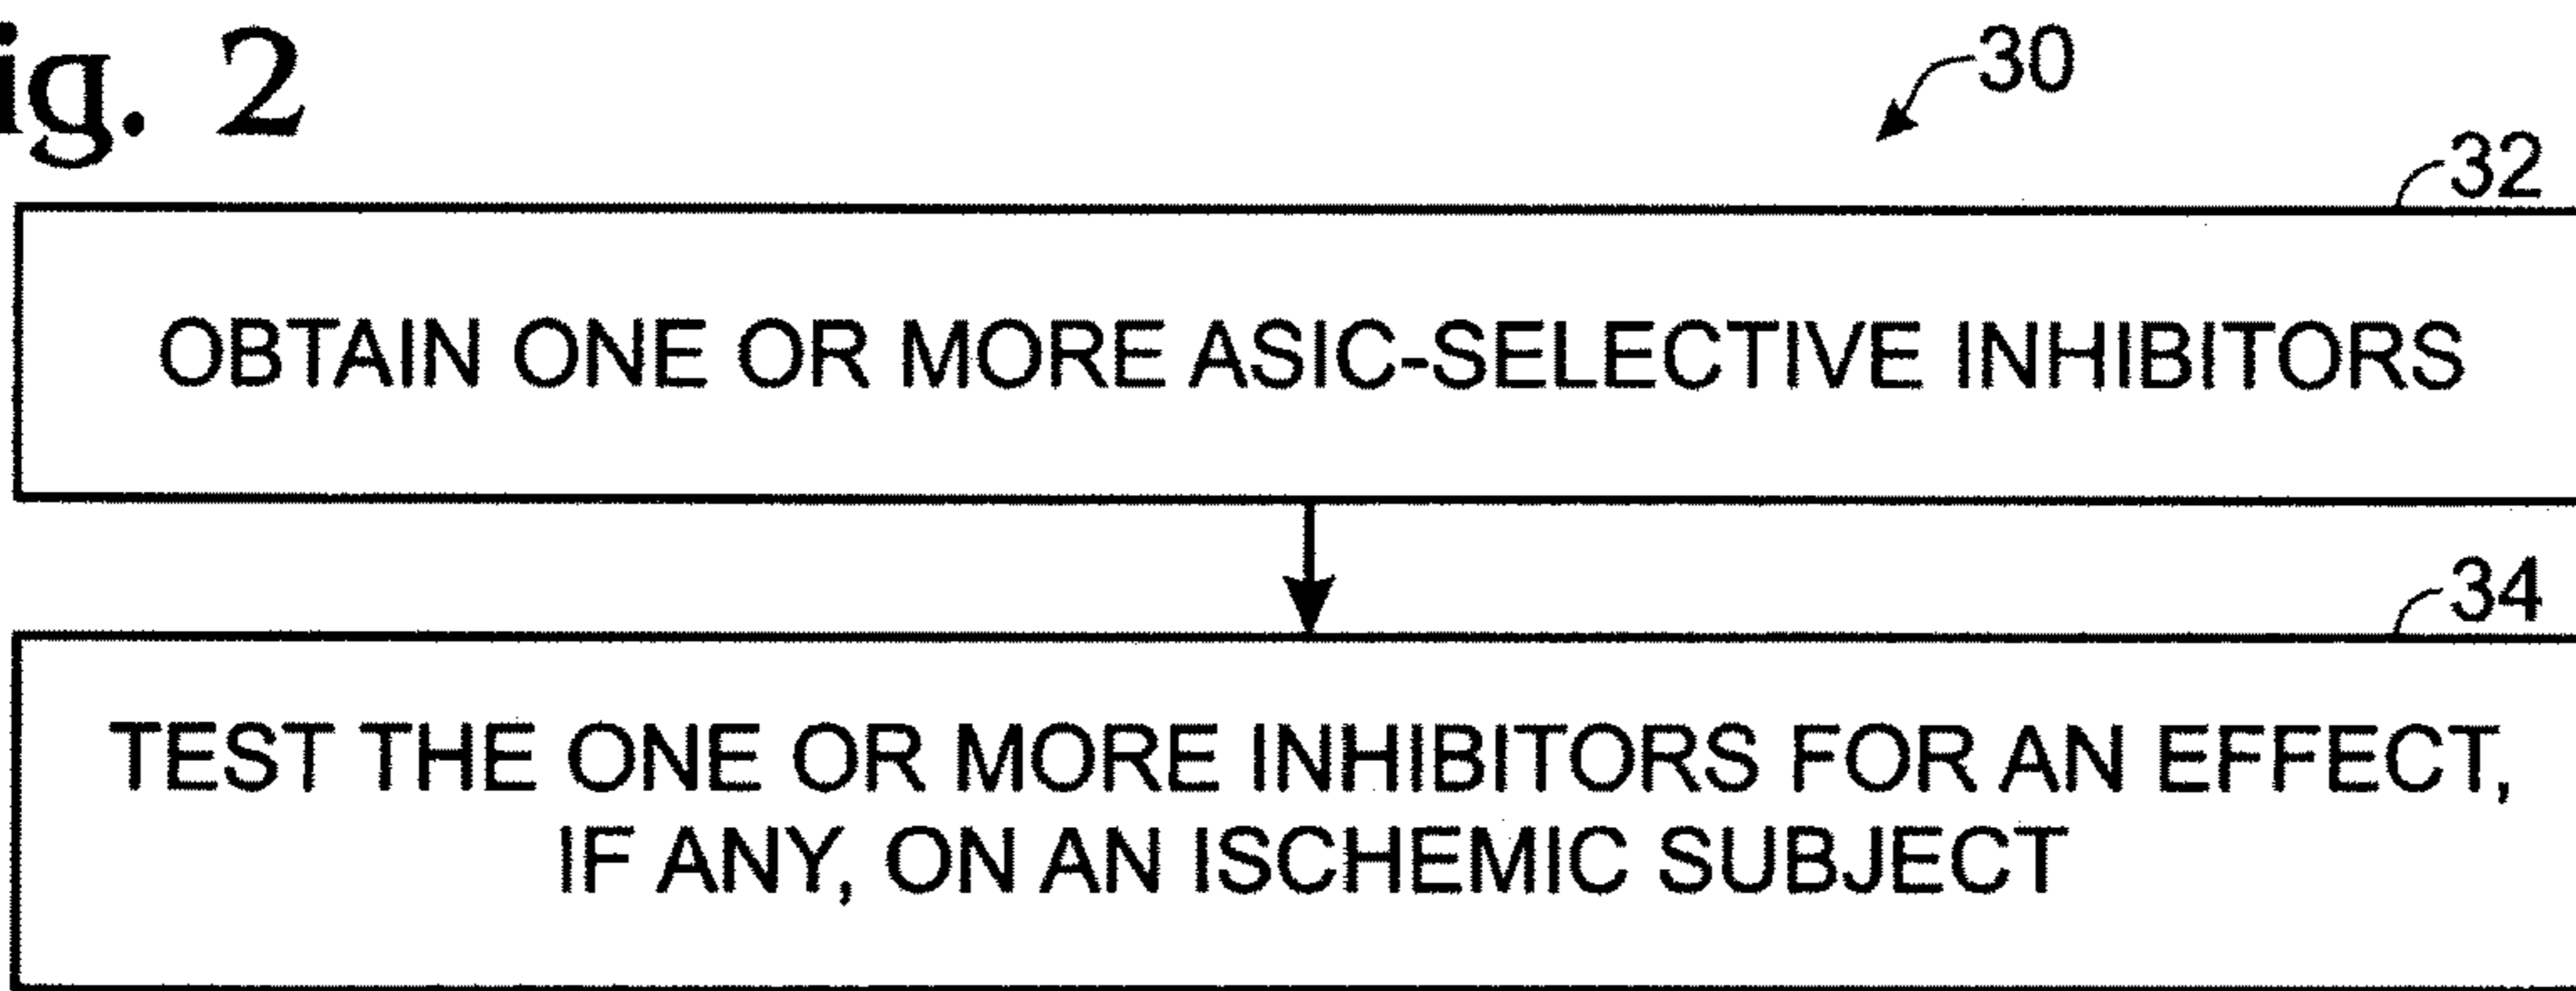 ig. 2
30
32
OBTAIN ONE OR MORE ASIC-SELECTIVE INHIBITORS
34
TEST THE ONE OR MORE INHIBITORS FOR AN EFFECT,
IF ANY, ON AN ISCHEMIC SUBJECT